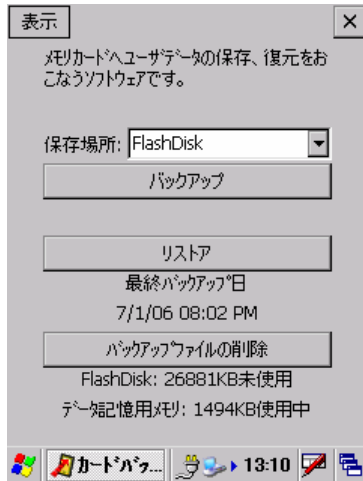 表示
ﾒﾓﾘｶｰﾄﾞへﾕｰｻﾞﾃﾞｰﾀの保存、復元をお
こなうｿﾌﾄｳｪｱです。
保存場所: FlashDisk
ﾊﾞｯｸｱｯﾌﾟ
ﾘｽﾄｱ
最終ﾊﾞｯｸｱｯﾌﾟ日
7/1/06 08:02 PM
ﾊﾞｯｸｱｯﾌﾟﾌｧｲﾙの削除
FlashDisk: 26881KB未使用
ﾃﾞｰﾀ記憶用ﾒﾓﾘ: 1494KB使用中
ｶｰﾄﾞﾊﾞｯ... 13:10